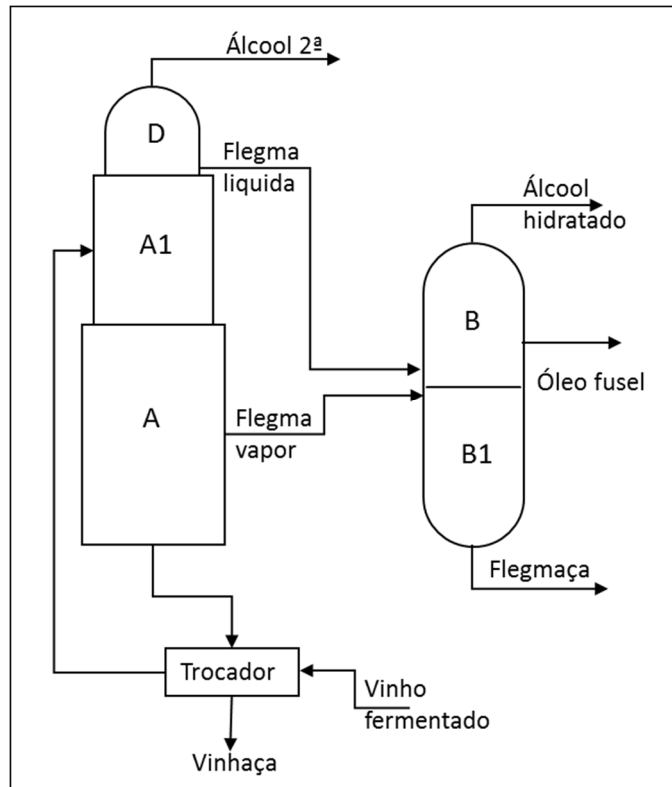 Álcool 2ª
D
Flegma
liquida
Álcool
hidratado
A1
B
Óleo fusel
A
Flegma
vapor
B1
Flegmaça
Trocador
Vinho
fermentado
Vinhaça